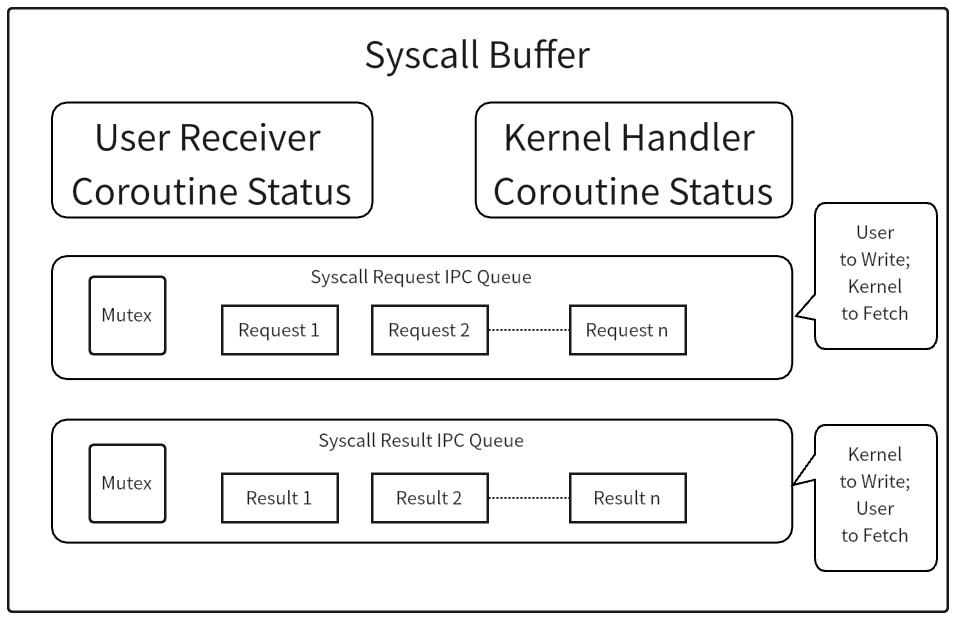 Syscall Buffer
User Receiver
Coroutine Status
Kernel Handler
Coroutine Status
User
to Write;
Kernel
to Fetch
Syscall Request IPC Queue
Mutex
Request 1
Request 2
Request n
Kernel
to Write;
User
to Fetch
Syscall Result IPC Queue
Mutex
Result 1
Result 2
Result n